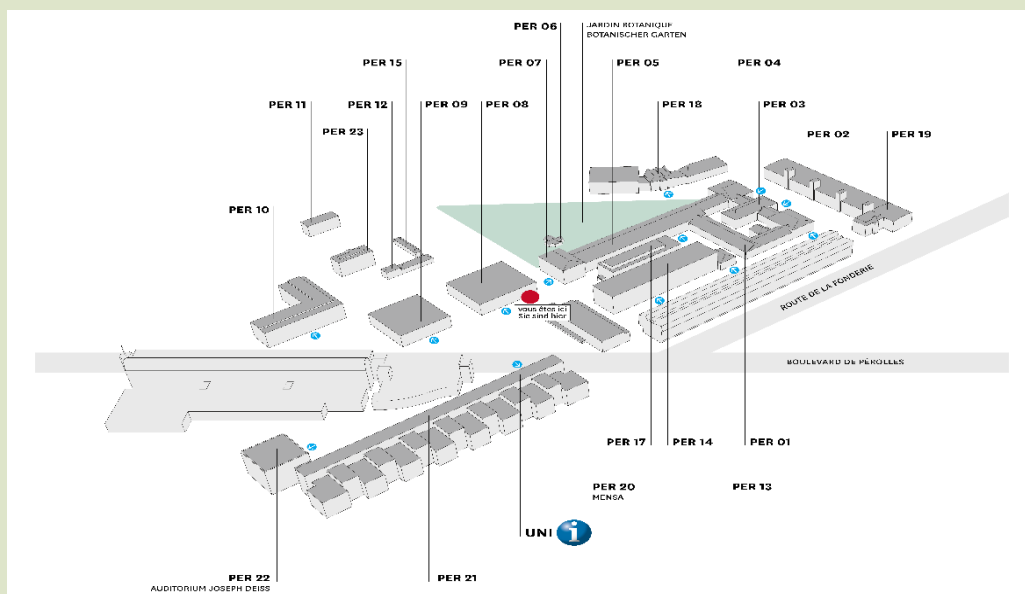 PER 06
JARDIN BOTANIQUE
BOTANISCHER GARTEN
PER 15
PER 07
PER 05
PER 04
PER 11
PER 12
PER 09
PER 08
PER 18
PER 03
PER 23
PER 02
PER 19
PER 10
ROUTE DE LA FONDERIE
vous êtes ici
Sie sind hier
BOULEVARD DE PÉROLLES
PER 17
PER 14
PER 01
PER 20
MENSA
PER 13
UNI i
PER 22
AUDITORIUM JOSEPH DEISS
PER 21